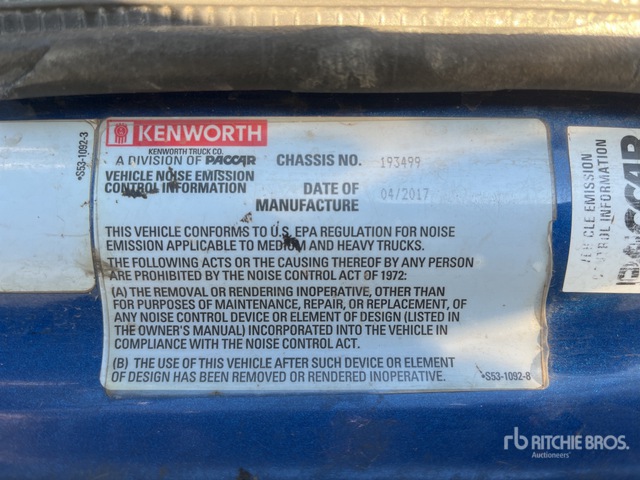 *S53-1092-3
KENWORTH
KENWORTH TRUCK CO.
A DIVISION OF PACCAR
CHASSIS NO. 193499
VEHICLE NOISE EMISSION
CONTROL INFORMATION
DATE OF
MANUFACTURE
04/2017
THIS VEHICLE CONFORMS TO U.S. EPA REGULATION FOR NOISE
EMISSION APPLICABLE TO MEDIUM AND HEAVY TRUCKS.
THE FOLLOWING ACTS OR THE CAUSING THEREOF BY ANY PERSON
ARE PROHIBITED BY THE NOISE CONTROL ACT OF 1972:
(A) THE REMOVAL OR RENDERING INOPERATIVE, OTHER THAN
FOR PURPOSES OF MAINTENANCE, REPAIR, OR REPLACEMENT, OF
ANY NOISE CONTROL DEVICE OR ELEMENT OF DESIGN (LISTED IN
THE OWNER'S MANUAL) INCORPORATED INTO THE VEHICLE IN
COMPLIANCE WITH THE NOISE CONTROL ACT.
(B) THE USE OF THIS VEHICLE AFTER SUCH DEVICE OR ELEMENT
OF DESIGN HAS BEEN REMOVED OR RENDERED INOPERATIVE.
*S53-1092-8
VEHICLE EMISSION
CONTROL INFORMATION
PACCAR
rb RITCHIE BROS.
Auctioneers